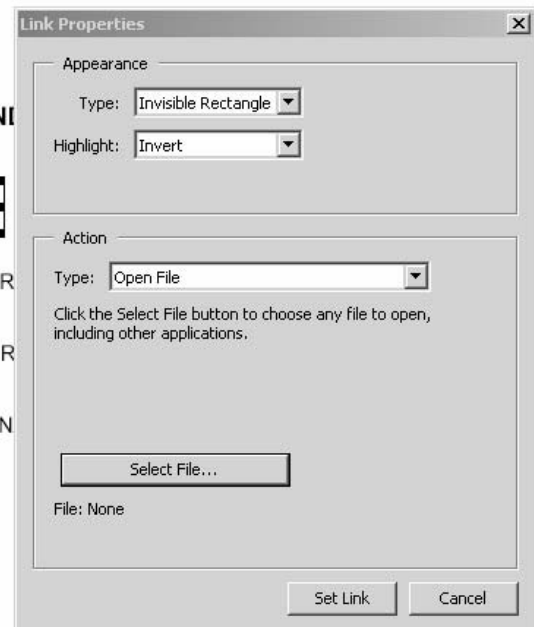 Link Properties
Appearance
Type: Invisible Rectangle
Highlight: Invert
Action
Type: Open File
Click the Select File button to choose any file to open,
including other applications.
Select File...
File: None
Set Link Cancel